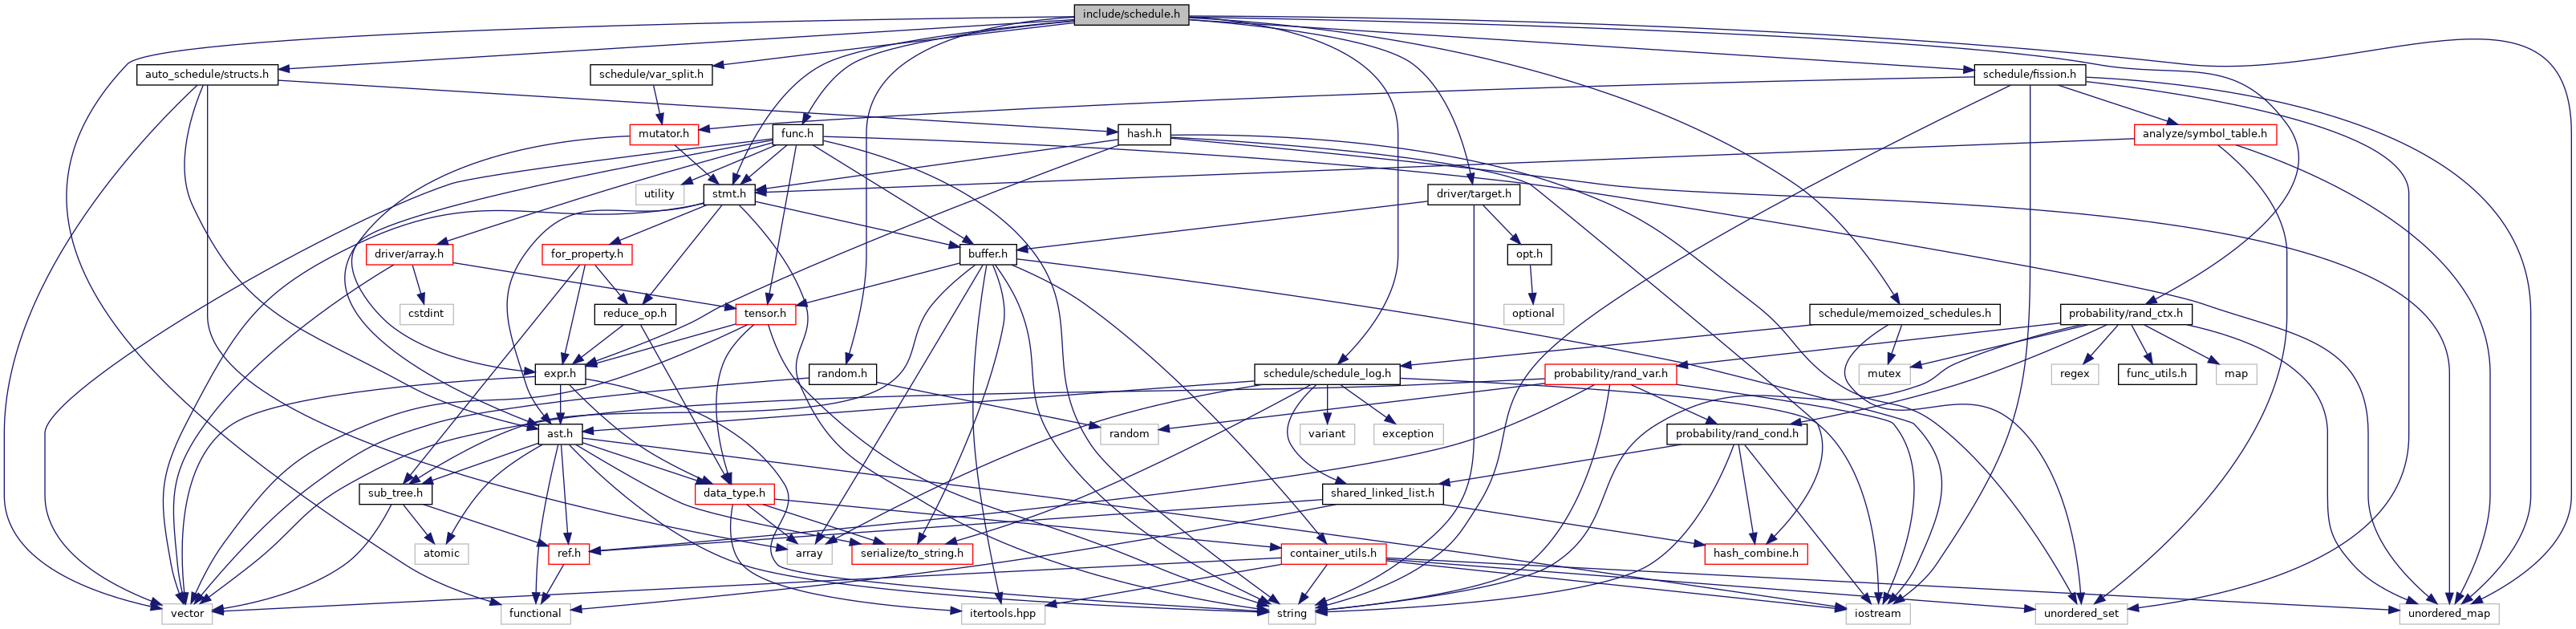 include/schedule.h
auto_schedule/structs.h
schedule/var_split.h
schedule/fission.h
mutator.h
func.h
hash.h
analyze/symbol_table.h
utility
stmt.h
driver/target.h
driver/array.h
for_property.h
buffer.h
opt.h
cstdint
reduce_op.h
tensor.h
optional
schedule/memoized_schedules.h
probability/rand_ctx.h
expr.h
random.h
schedule/schedule_log.h
probability/rand_var.h
mutex
regex
func_utils.h
map
ast.h
random
variant
exception
probability/rand_cond.h
sub_tree.h
data_type.h
shared_linked_list.h
atomic
ref.h
array
serialize/to_string.h
container_utils.h
hash_combine.h
vector
functional
itertools.hpp
string
iostream
unordered_set
unordered_map